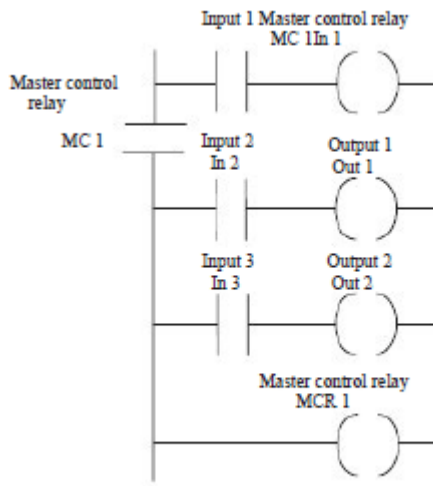 Input 1 Master control relay
MC 1In 1
Master control
relay
MC 1
Input 2
In 2
Output 1
Out 1
Input 3
In 3
Output 2
Out 2
Master control relay
MCR 1